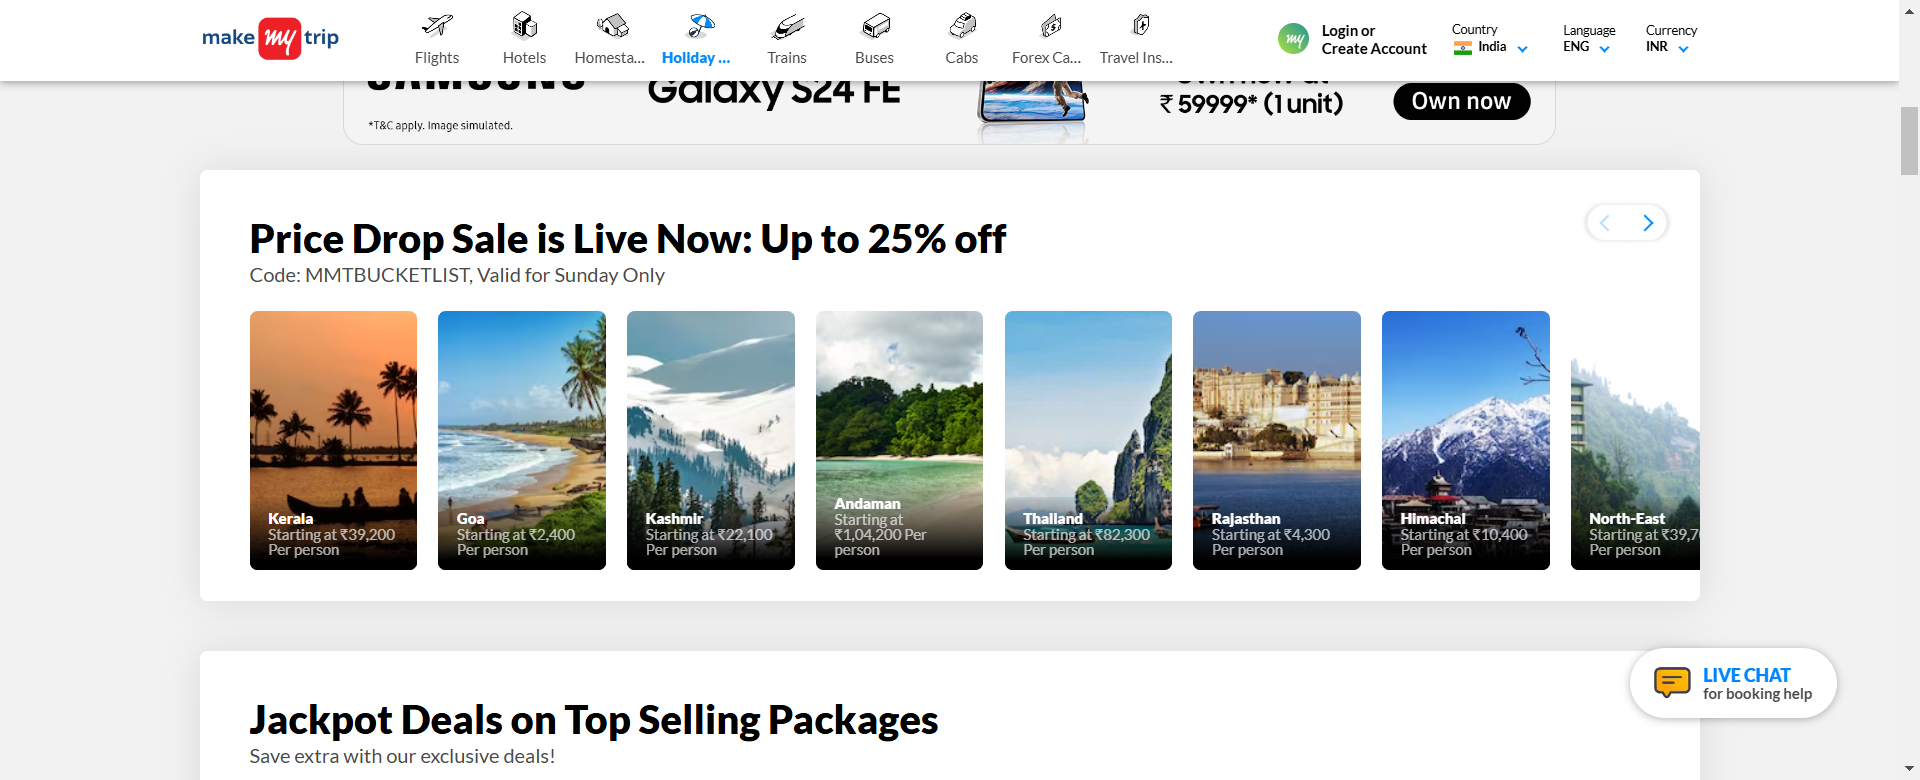 make my trip
Flights
Hotels
Homesta...
Holiday ...
Trains
Buses
Cabs
Forex Ca...
Travel Ins...
my
Login or
Create Account
Country
India
Language
ENG
Currency
INR
SAMSUNG
*T&C apply. Image simulated.
Galaxy S24 FE
Own now at
₹ 59999* (1 unit)
Own now
Price Drop Sale is Live Now: Up to 25% off
Code: MMTBUCKETLIST, Valid for Sunday Only
Kerala
Starting at ₹39,200
Per person
Goa
Starting at ₹2,400
Per person
Kashmir
Starting at ₹22,100
Per person
Andaman
Starting at
₹1,04,200 Per
person
Thailand
Starting at ₹82,300
Per person
Rajasthan
Starting at ₹4,300
Per person
Himachal
Starting at ₹10,400
Per person
North-East
Starting at ₹39,7
Per person
LIVE CHAT
for booking help
Jackpot Deals on Top Selling Packages
Save extra with our exclusive deals!